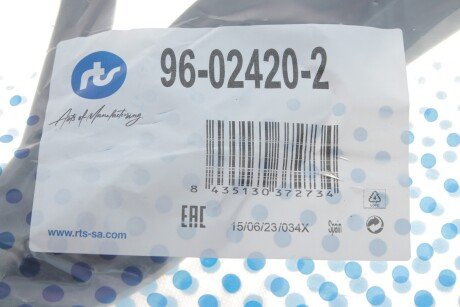 rts
96-02420-2
Arts of Manufacturing
8 435130 372734
EAC
15/06/23/034X
Spain
www.rts-sa.com